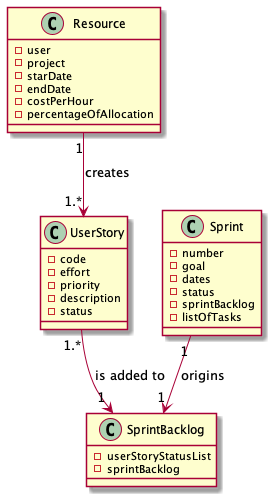 C Resource
user
project
starDate
endDate
costPerHour
percentageOfAllocation
1
creates
1.*
C UserStory
code
effort
priority
description
status
C Sprint
number
goal
dates
status
sprintBacklog
listOfTasks
1.*
1
is added to
origins
1
1
C SprintBacklog
userStoryStatusList
sprintBacklog